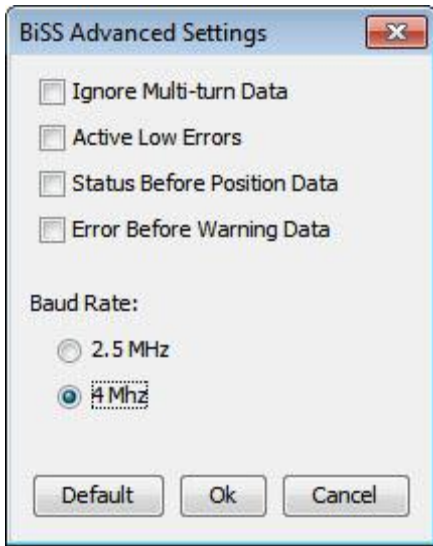 BiSS Advanced Settings
Ignore Multi-turn Data
Active Low Errors
Status Before Position Data
Error Before Warning Data
Baud Rate:
2.5 MHz
4 Mhz
Default Ok Cancel